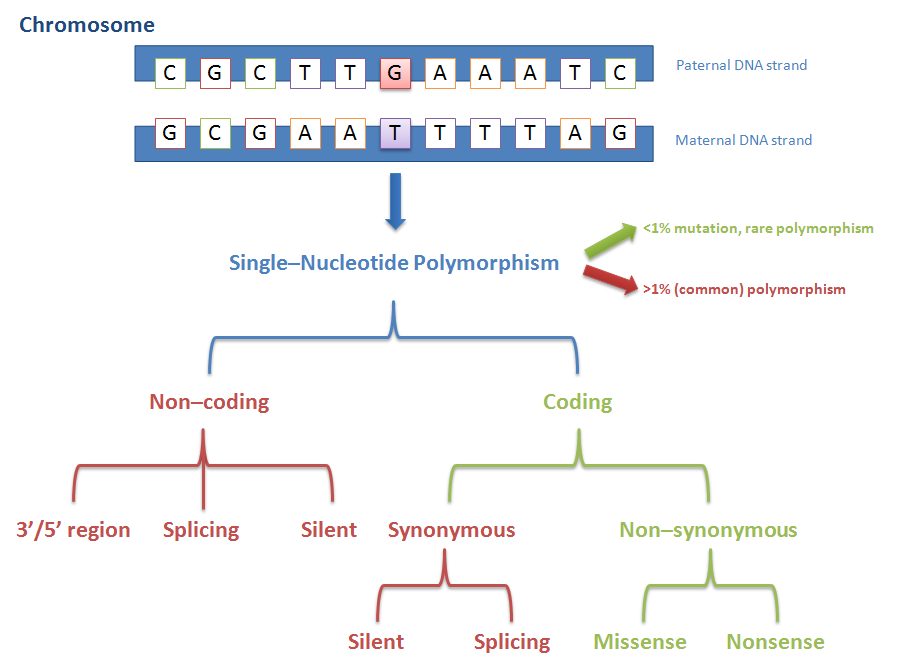 Chromosome
C G C T T G A A A T C
Paternal DNA strand
G C G A A T T T T A G
Maternal DNA strand
<1% mutation, rare polymorphism
Single–Nucleotide Polymorphism
>1% (common) polymorphism
Non–coding
Coding
3’/5’ region
Splicing
Silent
Synonymous
Non–synonymous
Silent
Splicing
Missense
Nonsense